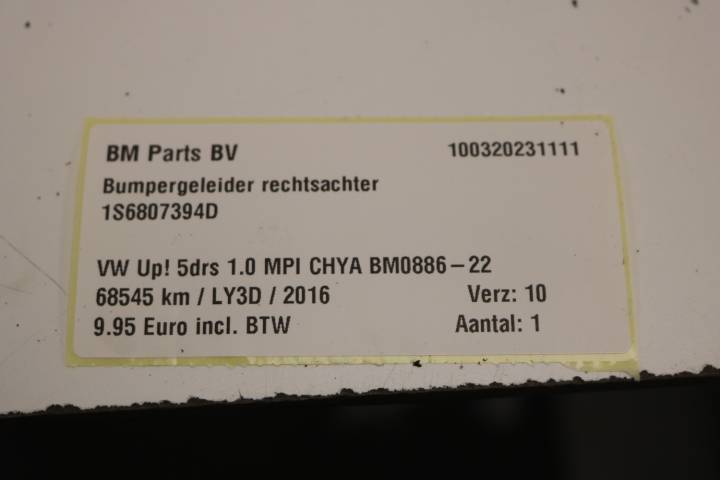 BM Parts BV 100320231111
Bumpergeleider rechtsachter
1S6807394D
VW Up! 5drs 1.0 MPI CHYA BM0886-22
68545 km / LY3D / 2016 Verz: 10
9.95 Euro incl. BTW Aantal: 1